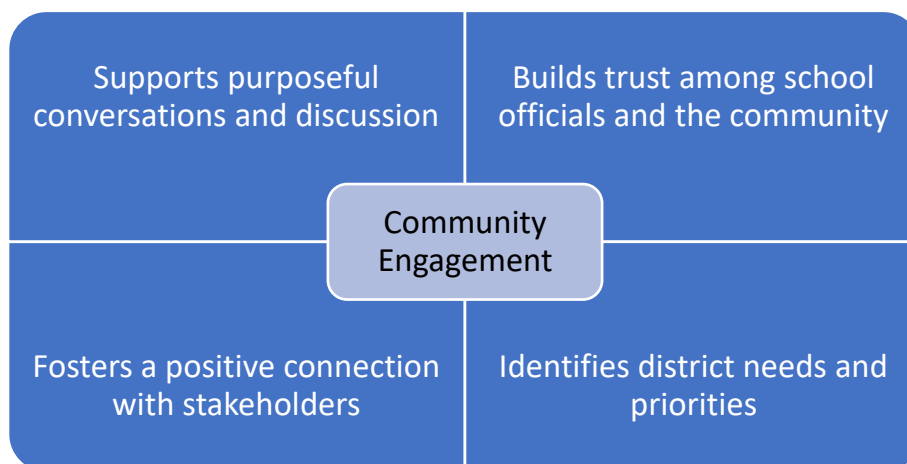 Supports purposeful
conversations and discussion
Builds trust among school
officials and the community
Community
Engagement
Fosters a positive connection
with stakeholders
Identifies district needs and
priorities